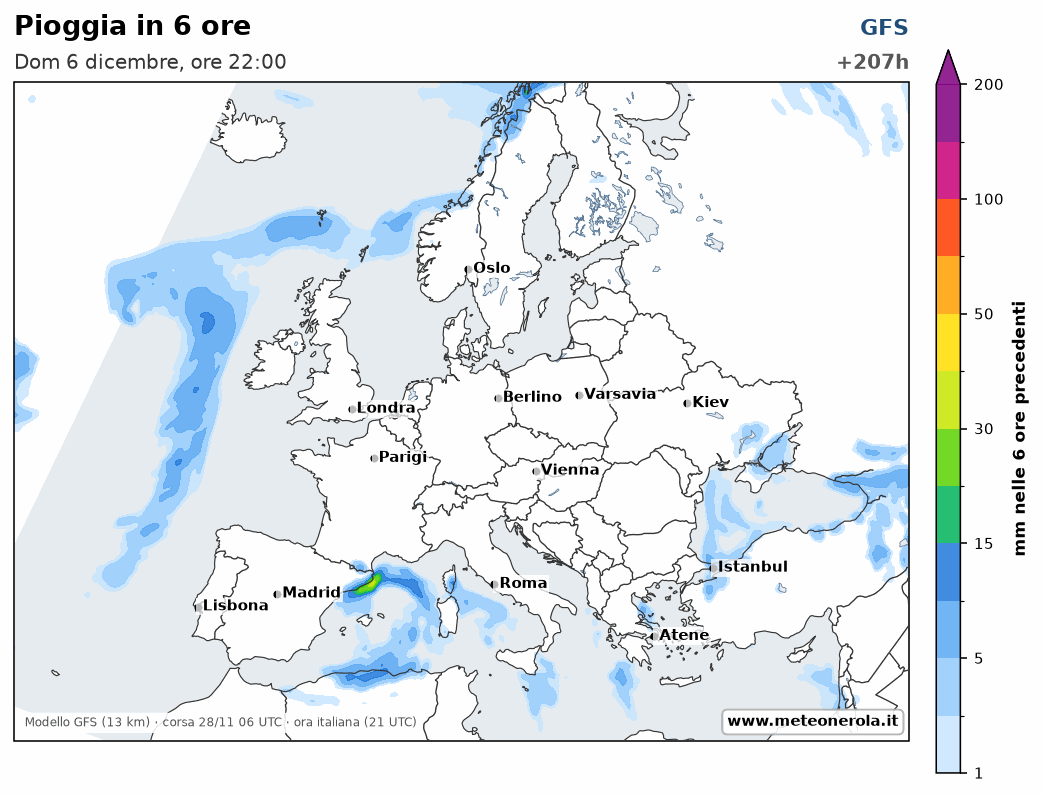 Pioggia in 6 ore
GFS
Dom 6 dicembre, ore 22:00
+207h
200
100
50
30
15
5
1
mm nelle 6 ore precedenti
Oslo
Berlino
Varsavia
Kiev
Londra
Parigi
Vienna
Istanbul
Roma
Madrid
Lisbona
Atene
Modello GFS (13 km) · corsa 28/11 06 UTC · ora italiana (21 UTC)
www.meteonerola.it